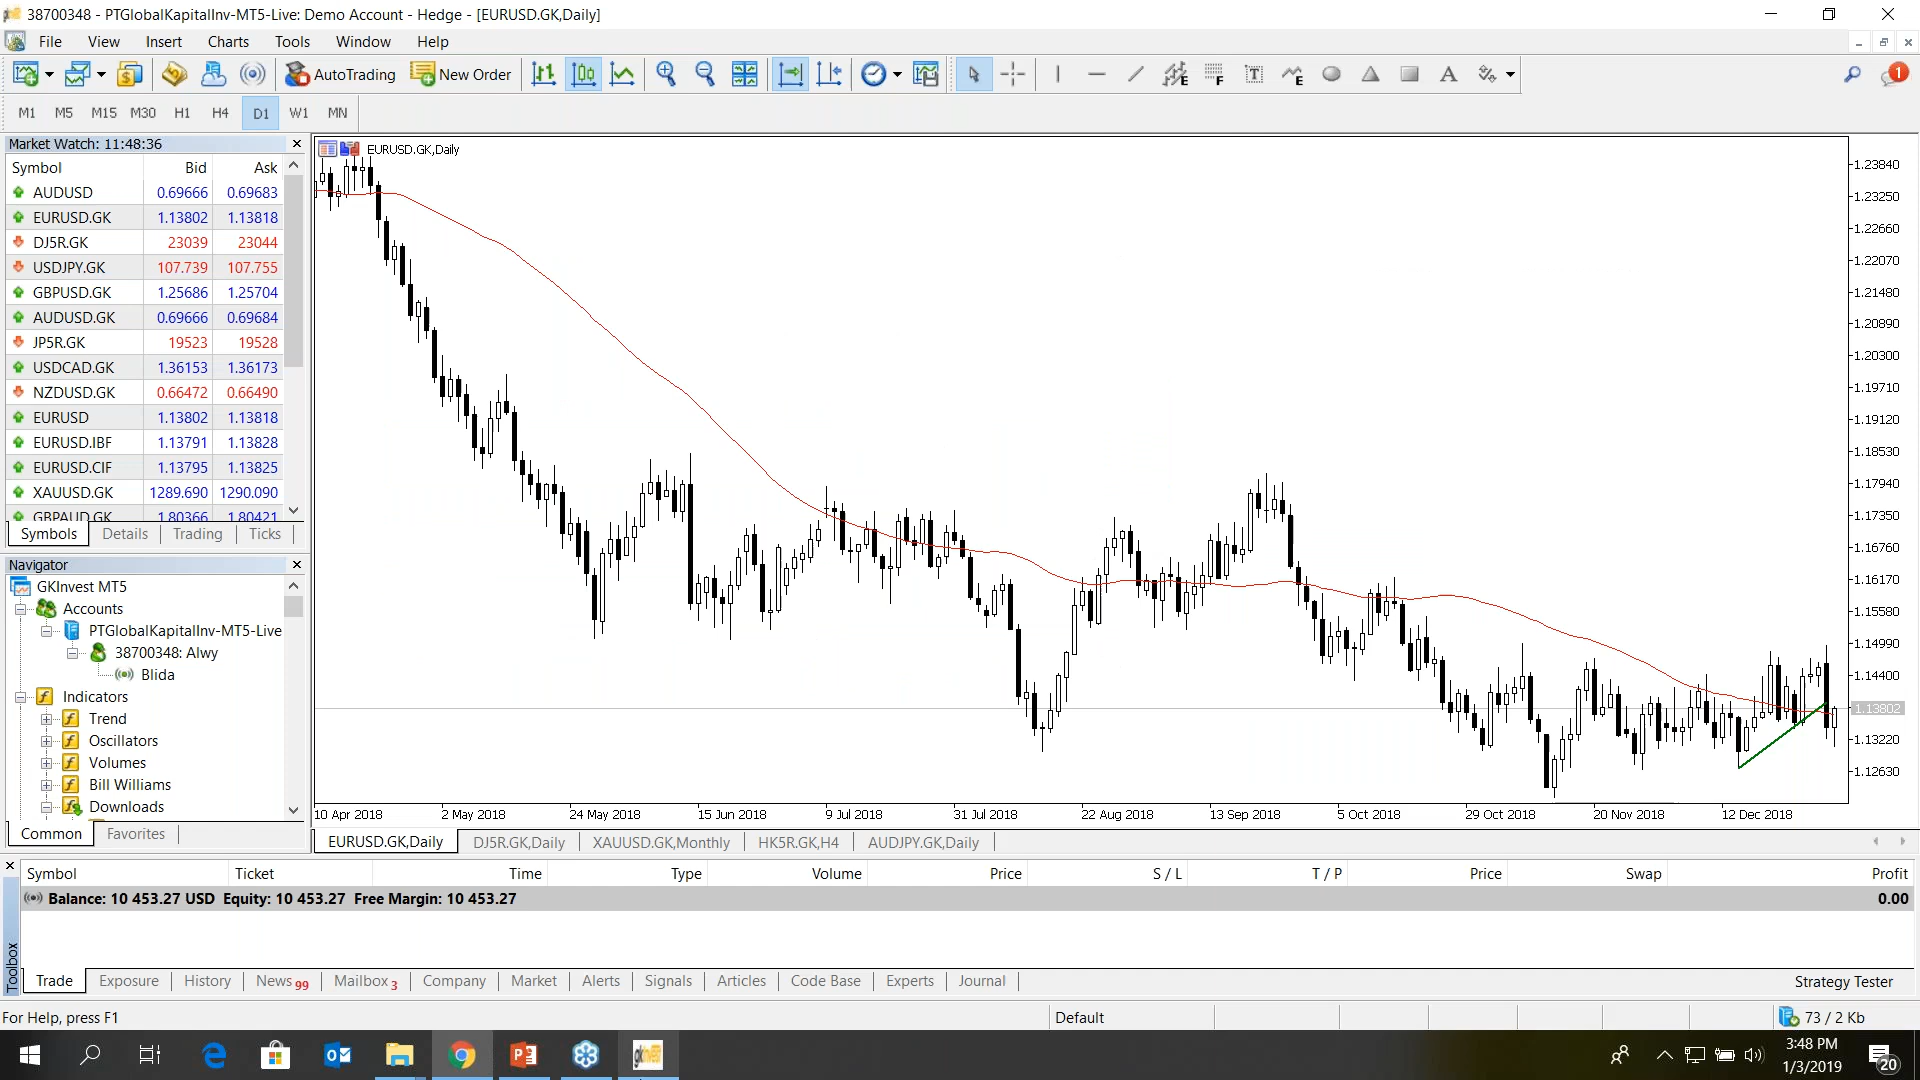 38700348 - PTGlobalKapitalInv-MT5-Live: Demo Account - Hedge - [EURUSD.GK,Daily]
File View Insert Charts Tools Window Help
AutoTrading New Order
M1 M5 M15 M30 H1 H4 D1 W1 MN
Market Watch: 11:48:36
Symbol Bid Ask
AUDUSD 0.69666 0.69683
EURUSD.GK 1.13802 1.13818
DJ5R.GK 23039 23044
USDJPY.GK 107.739 107.755
GBPUSD.GK 1.25686 1.25704
AUDUSD.GK 0.69666 0.69684
JP5R.GK 19523 19528
USDCAD.GK 1.36153 1.36173
NZDUSD.GK 0.66472 0.66490
EURUSD 1.13802 1.13818
EURUSD.IBF 1.13791 1.13828
EURUSD.CIF 1.13795 1.13825
XAUUSD.GK 1289.690 1290.090
GBPAUD.GK 1.80366 1.80421
Symbols Details Trading Ticks
Navigator
GKInvest MT5
Accounts
PTGlobalKapitalInv-MT5-Live
38700348: Alwy
Blida
Indicators
Trend
Oscillators
Volumes
Bill Williams
Downloads
Common Favorites
EURUSD.GK,Daily
1.23840
1.23250
1.22660
1.22070
1.21480
1.20890
1.20300
1.19710
1.19120
1.18530
1.17940
1.17350
1.16760
1.16170
1.15580
1.14990
1.14400
1.13802
1.13220
1.12630
10 Apr 2018 2 May 2018 24 May 2018 15 Jun 2018 9 Jul 2018 31 Jul 2018 22 Aug 2018 13 Sep 2018 5 Oct 2018 29 Oct 2018 20 Nov 2018 12 Dec 2018
EURUSD.GK,Daily DJ5R.GK,Daily XAUUSD.GK,Monthly HK5R.GK,H4 AUDJPY.GK,Daily
Symbol Ticket Time Type Volume Price S / L T / P Price Swap Profit
Balance: 10 453.27 USD Equity: 10 453.27 Free Margin: 10 453.27 0.00
Toolbox
Trade Exposure History News 99 Mailbox 3 Company Market Alerts Signals Articles Code Base Experts Journal Strategy Tester
For Help, press F1 Default 73 / 2 Kb
3:48 PM
1/3/2019
20